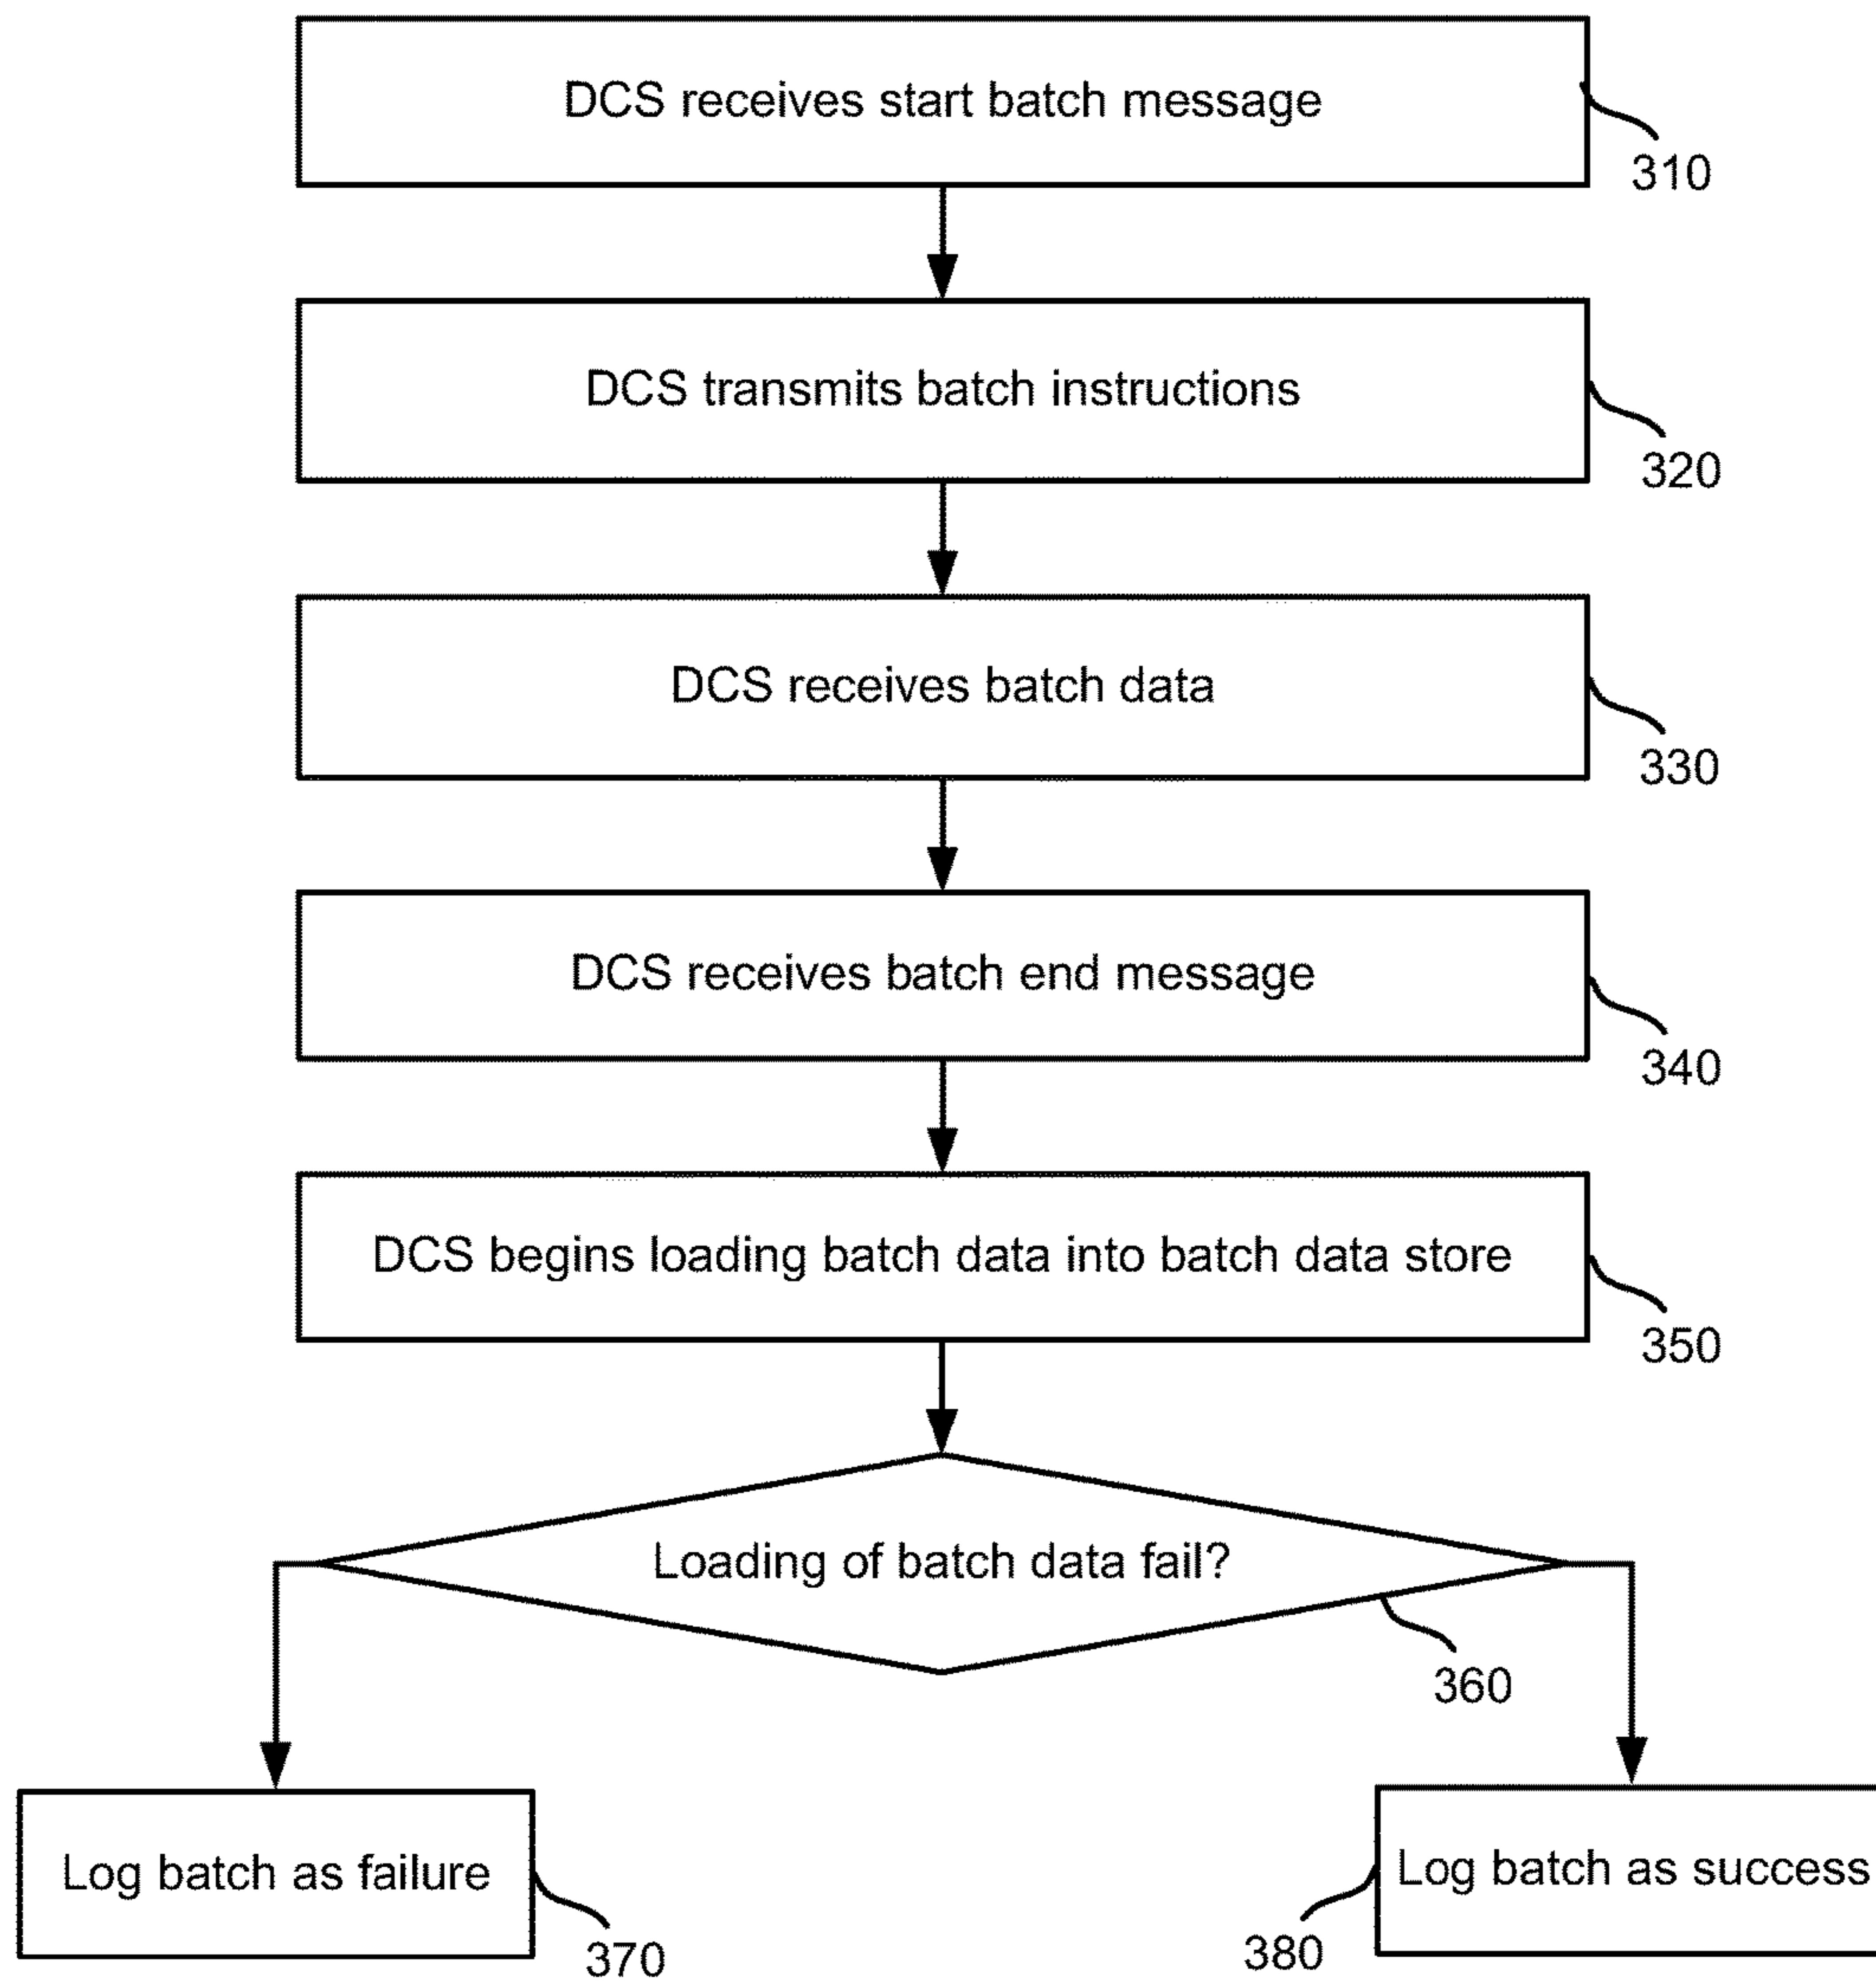 DCS receives start batch message
310
DCS transmits batch instructions
320
DCS receives batch data
330
DCS receives batch end message
340
DCS begins loading batch data into batch data store
350
Loading of batch data fail?
360
Log batch as failure
370
Log batch as success
380